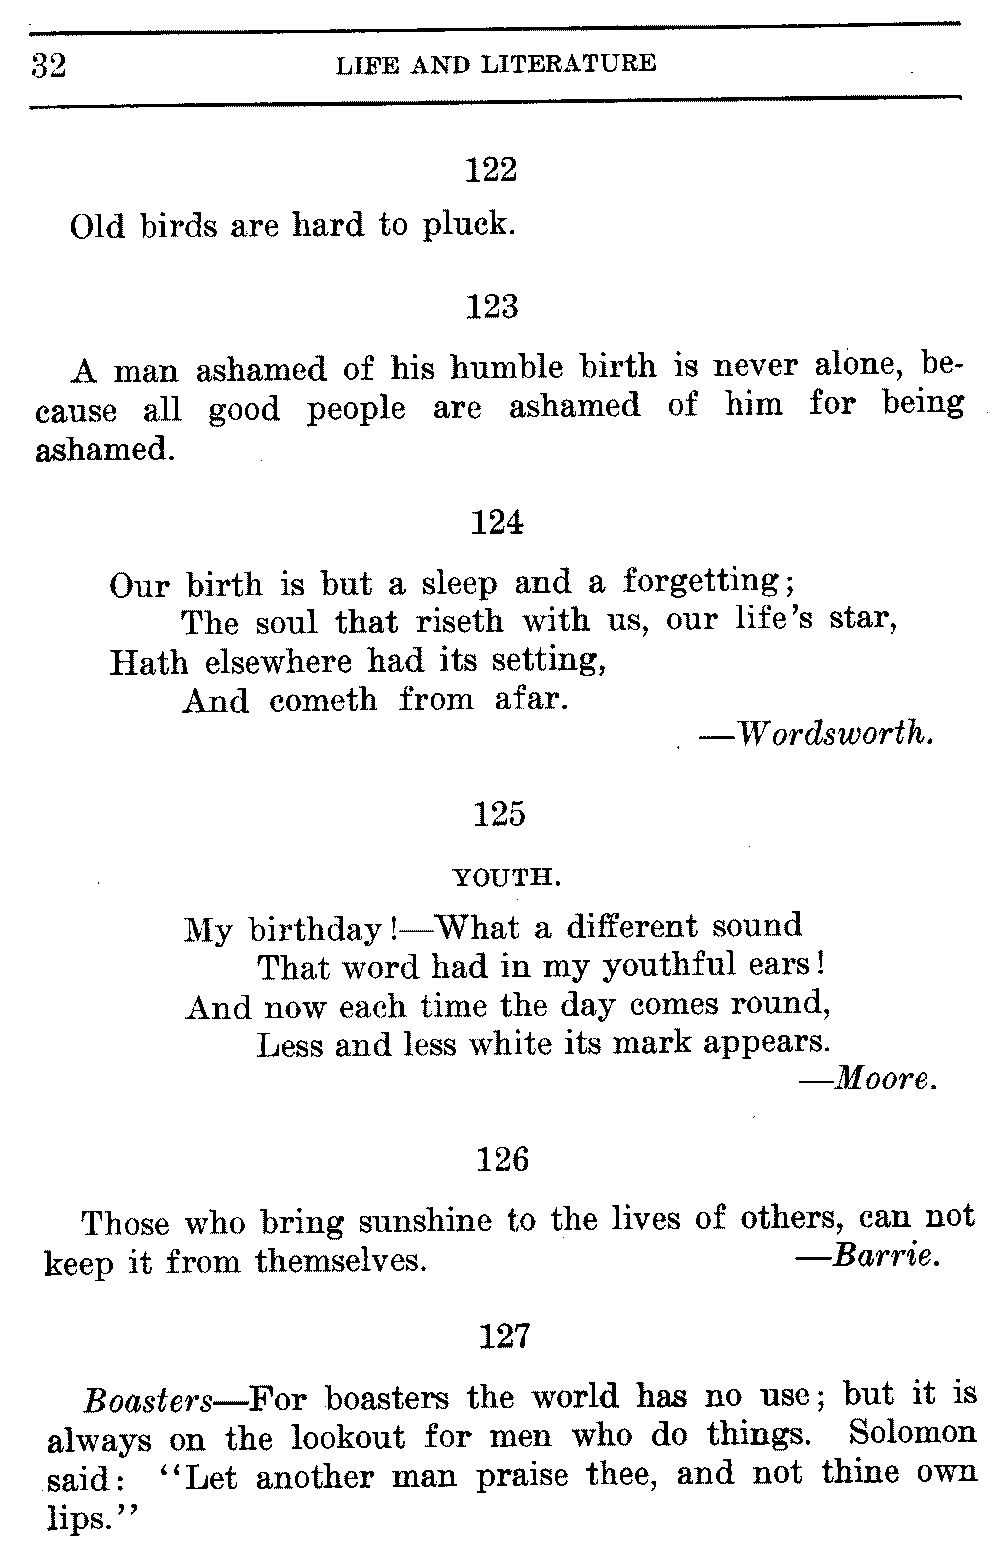 32 LIFE AND LITERATURE
122
Old birds are hard to pluck.
123
A man ashamed of his humble birth is never alone, be-
cause all good people are ashamed of him for being
ashamed.
124
Our birth is but a sleep and a forgetting;
The soul that riseth with us, our life's star,
Hath elsewhere had its setting,
And cometh from afar.
—Wordsworth.
125
YOUTH.
My birthday!—What a different sound
That word had in my youthful ears!
And now each time the day comes round,
Less and less white its mark appears.
—Moore.
126
Those who bring sunshine to the lives of others, can not
keep it from themselves. —Barrie.
127
Boasters—For boasters the world has no use; but it is
always on the lookout for men who do things. Solomon
said: "Let another man praise thee, and not thine own
lips."